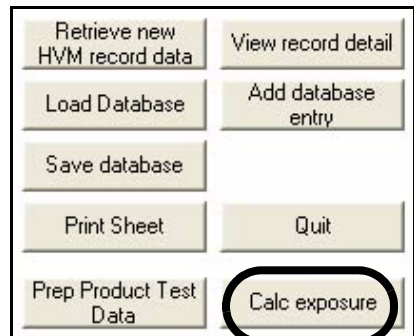 Retrieve new
HVM record data
View record detail
Load Database
Add database
entry
Save database
Print Sheet
Quit
Prep Product Test
Data
Calc exposure